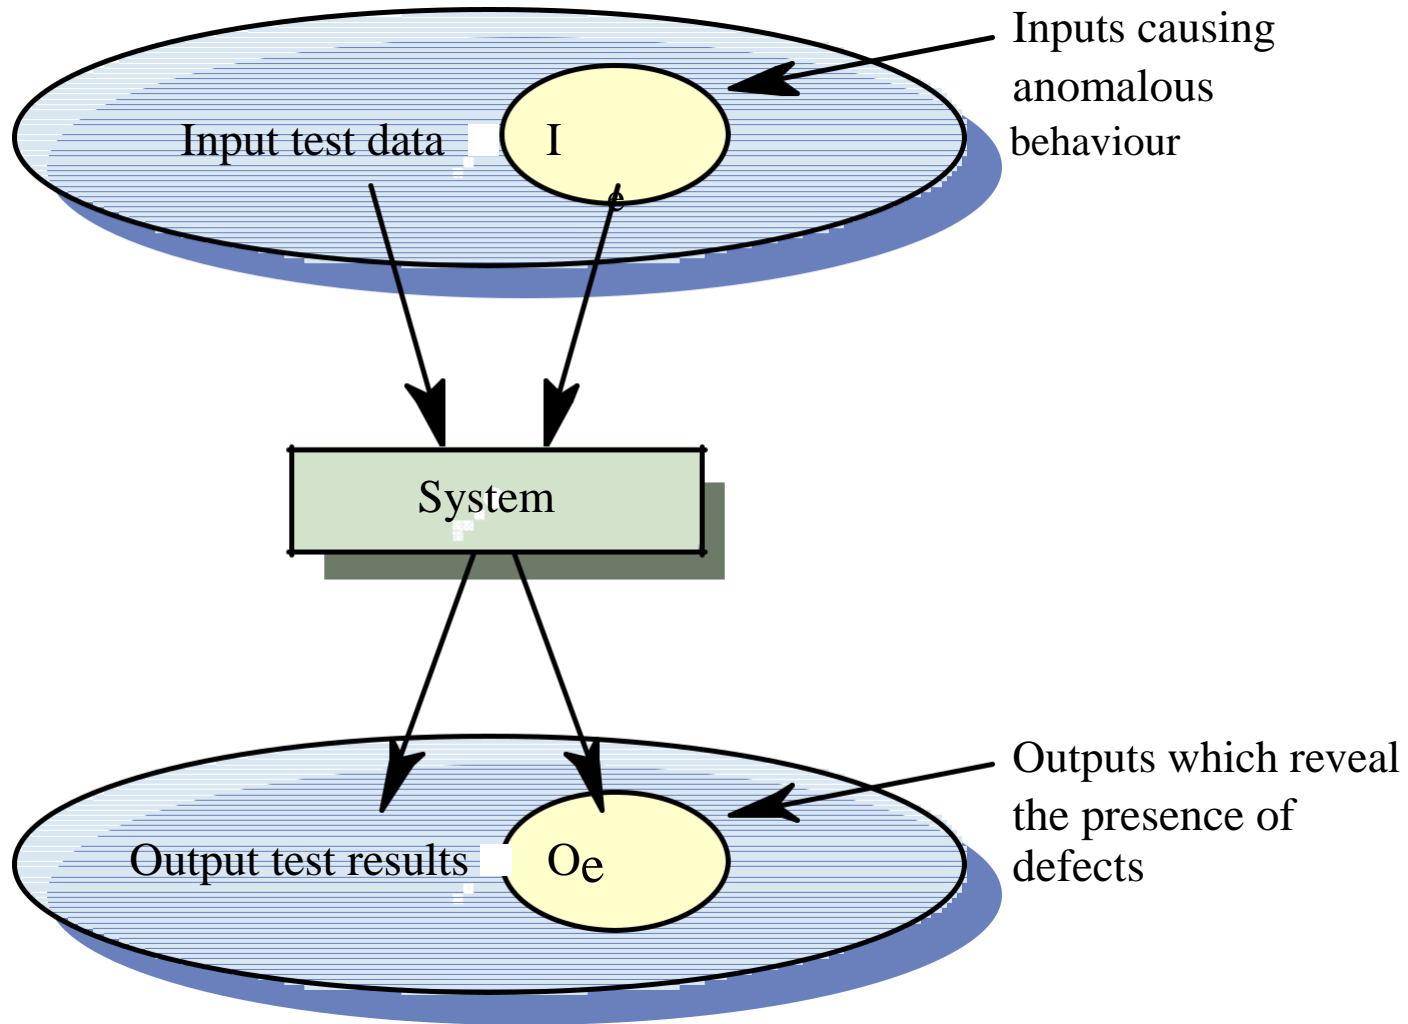 Inputs causing
anomalous
behaviour
Input test data
I
e
System
Outputs which reveal
the presence of
defects
Output test results
Oe